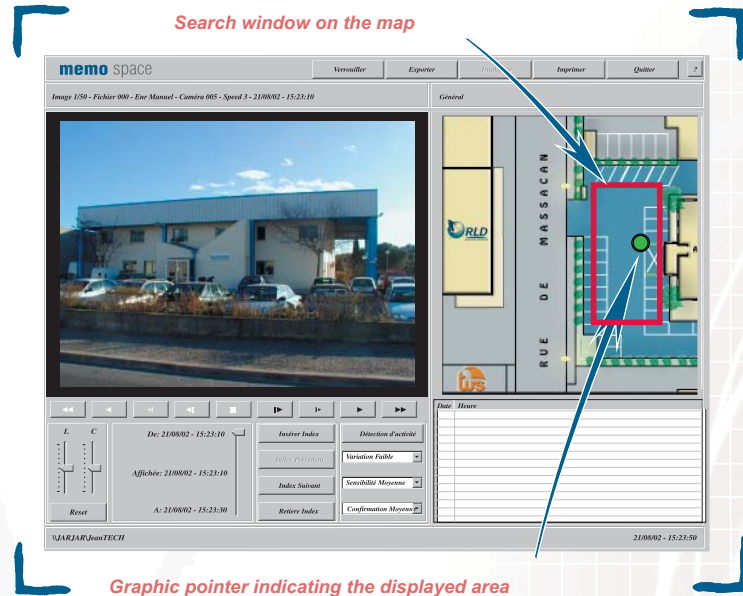 Search window on the map
memo space
Verrouiller
Exporter
Imprimer
Quitter
?
Image 1/50 - Fichier 000 - Enr Manuel - Caméra 005 - Speed 3 - 21/08/02 - 15:23:10
Général
RUE DE MASSACAN
ORLD
tws
A
Date Heure
L C
Reset
De: 21/08/02 - 15:23:10
Affichée: 21/08/02 - 15:23:10
A: 21/08/02 - 15:23:30
Insérer Index
Index Précédent
Index Suivant
Retiere Index
Détection d'activité
Variation Faible
Sensibilité Moyenne
Confirmation Moyenn
\\JARJAR\JeanTECH
21/08/02 - 15:23:50
Graphic pointer indicating the displayed area